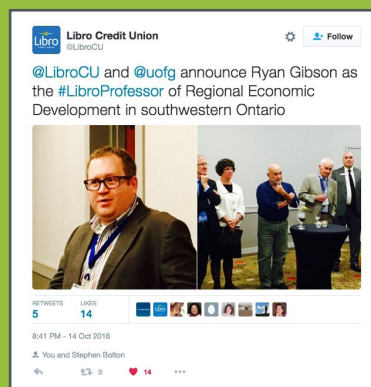 Libro
Libro Credit Union
@LibroCU
Follow
@LibroCU and @uofg announce Ryan Gibson as
the #LibroProfessor of Regional Economic
Development in southwestern Ontario
RETWEETS
LIKES
5
14
8:41 PM - 14 Oct 2016
You and Stephen Bolton
5
14